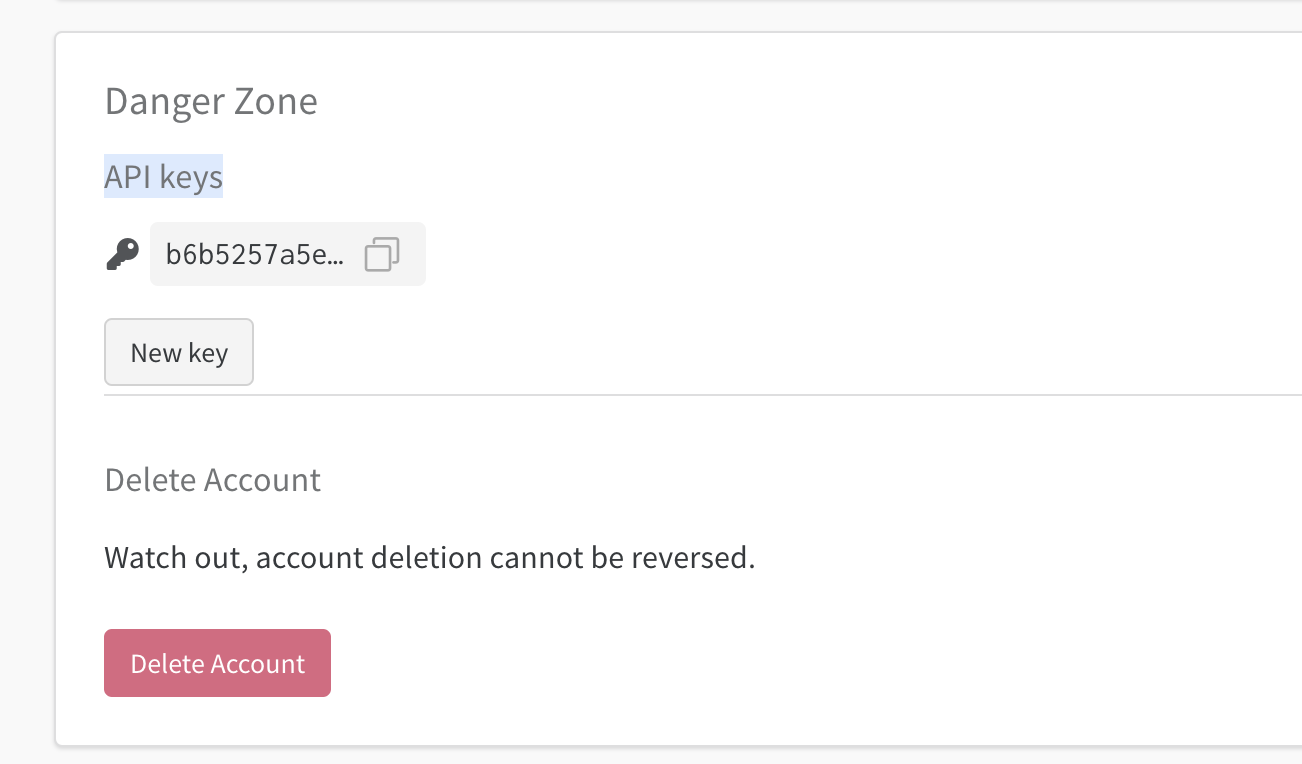 Danger Zone
API keys
b6b5257a5e…
New key
Delete Account
Watch out, account deletion cannot be reversed.
Delete Account